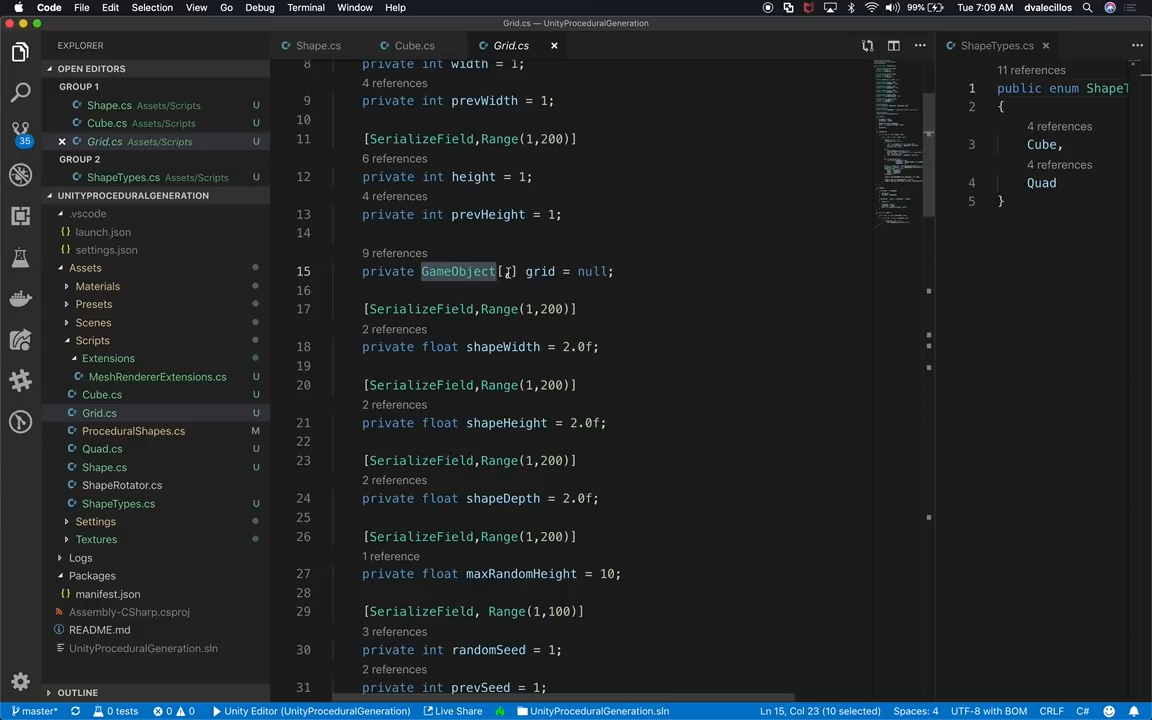 Code File Edit Selection View Go Debug Terminal Window Help 99% Tue 7:09 AM dvalecillos
Grid.cs — UnityProceduralGeneration
EXPLORER
OPEN EDITORS
GROUP 1
Shape.cs Assets/Scripts U
Cube.cs Assets/Scripts U
Grid.cs Assets/Scripts U
GROUP 2
ShapeTypes.cs Assets/Scripts U
UNITYPROCEDURALGENERATION
.vscode
launch.json
settings.json
Assets
Materials
Presets
Scenes
Scripts
Extensions
MeshRendererExtensions.cs U
Cube.cs U
Grid.cs U
ProceduralShapes.cs M
Quad.cs U
Shape.cs U
ShapeRotator.cs
ShapeTypes.cs U
Settings
Textures
Logs
Packages
manifest.json
Assembly-CSharp.csproj
README.md
UnityProceduralGeneration.sln
OUTLINE
35
Shape.cs Cube.cs Grid.cs
8 private int width = 1;
4 references
9 private int prevWidth = 1;
10
11 [SerializeField,Range(1,200)]
6 references
12 private int height = 1;
4 references
13 private int prevHeight = 1;
14
9 references
15 private GameObject[,] grid = null;
16
17 [SerializeField,Range(1,200)]
2 references
18 private float shapeWidth = 2.0f;
19
20 [SerializeField,Range(1,200)]
2 references
21 private float shapeHeight = 2.0f;
22
23 [SerializeField,Range(1,200)]
2 references
24 private float shapeDepth = 2.0f;
25
26 [SerializeField,Range(1,200)]
1 reference
27 private float maxRandomHeight = 10;
28
29 [SerializeField, Range(1,100)]
3 references
30 private int randomSeed = 1;
2 references
31 private int prevSeed = 1;
ShapeTypes.cs
11 references
1 public enum ShapeT
2 {
4 references
3 Cube,
4 references
4 Quad
5 }
master* 0 tests 0 0 Unity Editor (UnityProceduralGeneration) Live Share UnityProceduralGeneration.sln Ln 15, Col 23 (10 selected) Spaces: 4 UTF-8 with BOM CRLF C#